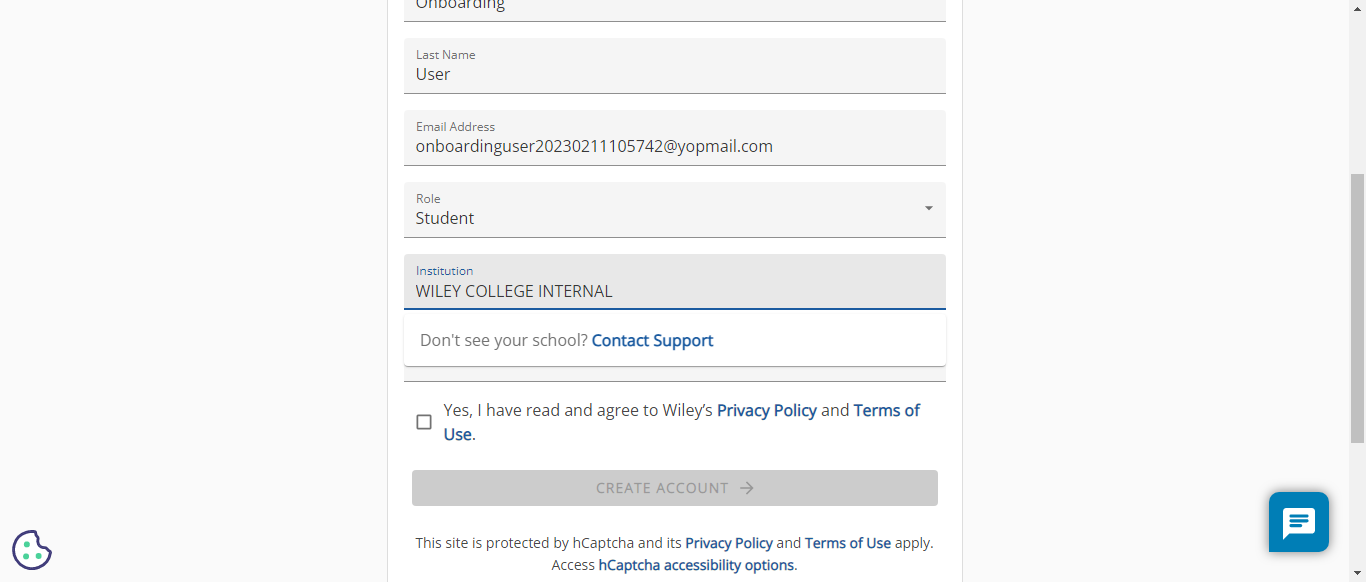 Onboarding
Last Name
User
Email Address
onboardinguser20230211105742@yopmail.com
Role
Student
Institution
WILEY COLLEGE INTERNAL
Don't see your school? Contact Support
Yes, I have read and agree to Wiley’s Privacy Policy and Terms of
Use.
CREATE ACCOUNT →
This site is protected by hCaptcha and its Privacy Policy and Terms of Use apply.
Access hCaptcha accessibility options.